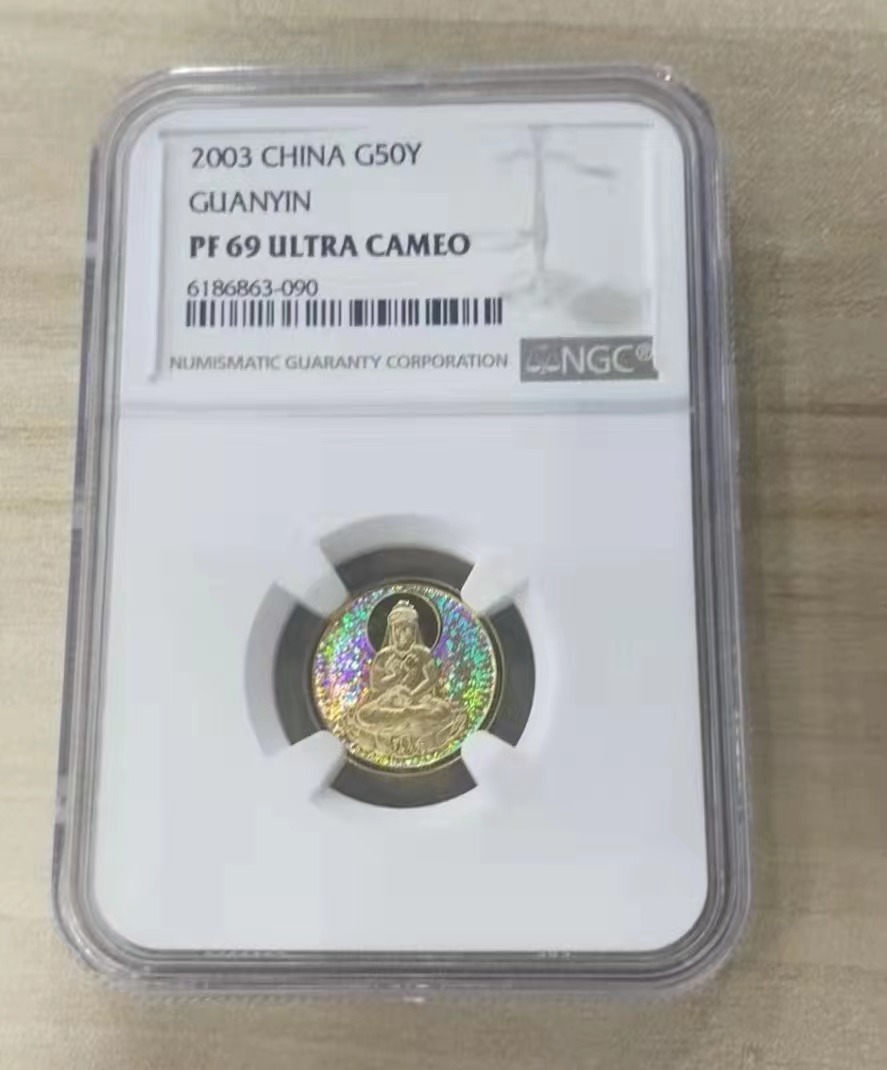 2003 CHINA G50Y
GUANYIN
PF 69 ULTRA CAMEO
6186863-090
NUMISMATIC GUARANTY CORPORATION NGC®